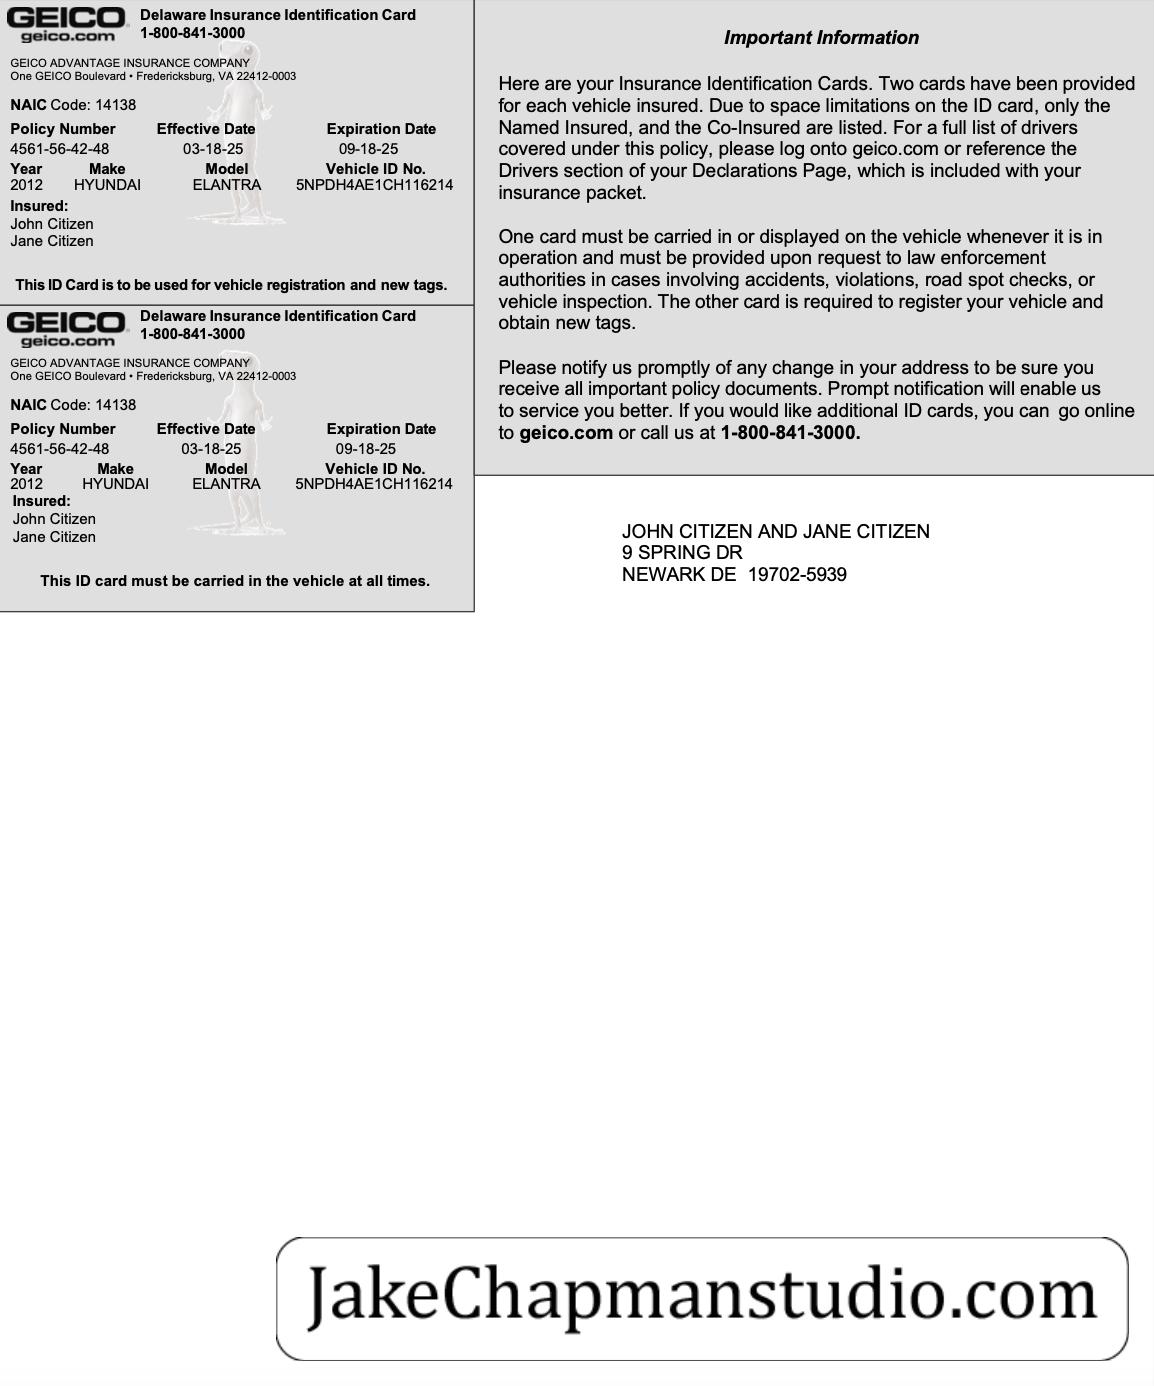 GEICO
geico.com
Delaware Insurance Identification Card
1-800-841-3000
GEICO ADVANTAGE INSURANCE COMPANY
One GEICO Boulevard • Fredericksburg, VA 22412-0003
NAIC Code: 14138
Policy Number Effective Date Expiration Date
4561-56-42-48 03-18-25 09-18-25
Year Make Model Vehicle ID No.
2012 HYUNDAI ELANTRA 5NPDH4AE1CH116214
Insured:
John Citizen
Jane Citizen
This ID Card is to be used for vehicle registration and new tags.
GEICO
geico.com
Delaware Insurance Identification Card
1-800-841-3000
GEICO ADVANTAGE INSURANCE COMPANY
One GEICO Boulevard • Fredericksburg, VA 22412-0003
NAIC Code: 14138
Policy Number Effective Date Expiration Date
4561-56-42-48 03-18-25 09-18-25
Year Make Model Vehicle ID No.
2012 HYUNDAI ELANTRA 5NPDH4AE1CH116214
Insured:
John Citizen
Jane Citizen
This ID card must be carried in the vehicle at all times.
Important Information
Here are your Insurance Identification Cards. Two cards have been provided
for each vehicle insured. Due to space limitations on the ID card, only the
Named Insured, and the Co-Insured are listed. For a full list of drivers
covered under this policy, please log onto geico.com or reference the
Drivers section of your Declarations Page, which is included with your
insurance packet.
One card must be carried in or displayed on the vehicle whenever it is in
operation and must be provided upon request to law enforcement
authorities in cases involving accidents, violations, road spot checks, or
vehicle inspection. The other card is required to register your vehicle and
obtain new tags.
Please notify us promptly of any change in your address to be sure you
receive all important policy documents. Prompt notification will enable us
to service you better. If you would like additional ID cards, you can go online
to geico.com or call us at 1-800-841-3000.
JOHN CITIZEN AND JANE CITIZEN
9 SPRING DR
NEWARK DE 19702-5939
JakeChapmanstudio.com